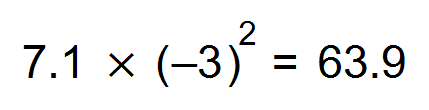 7.1 × (–3)² = 63.9